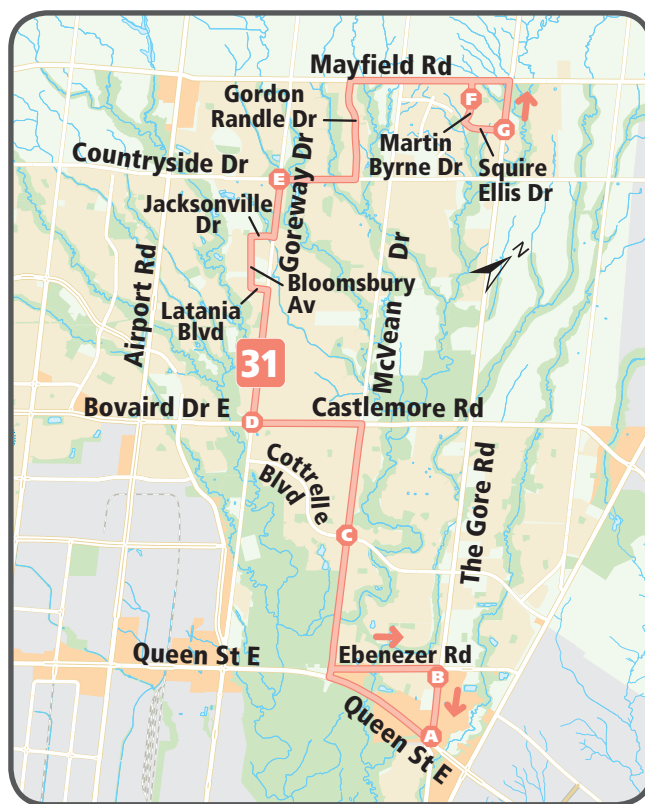 Mayfield Rd
Gordon
Randle Dr
F
G
Martin
Byrne Dr
Squire
Ellis Dr
Countryside Dr
E
Goreway Dr
Jacksonville
Dr
N
Airport Rd
Bloomsbury
Av
Latania
Blvd
McVean Dr
31
Bovaird Dr E
D
Castlemore Rd
Cottrelle
Blvd
C
The Gore Rd
Queen St E
Ebenezer Rd
B
Queen St E
A